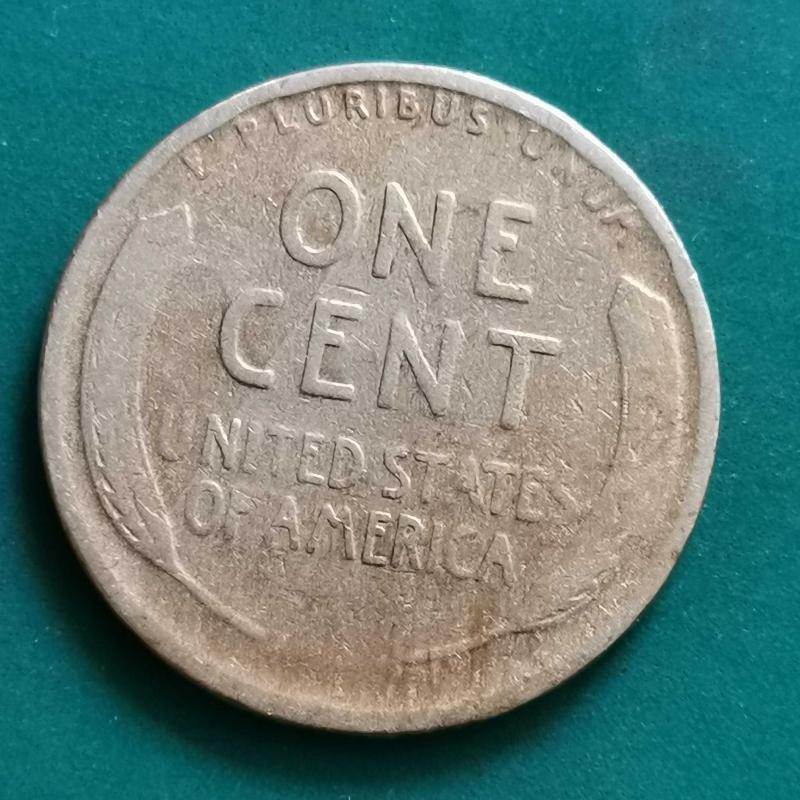 E PLURIBUS UNUM
ONE
CENT
UNITED STATES
OF AMERICA